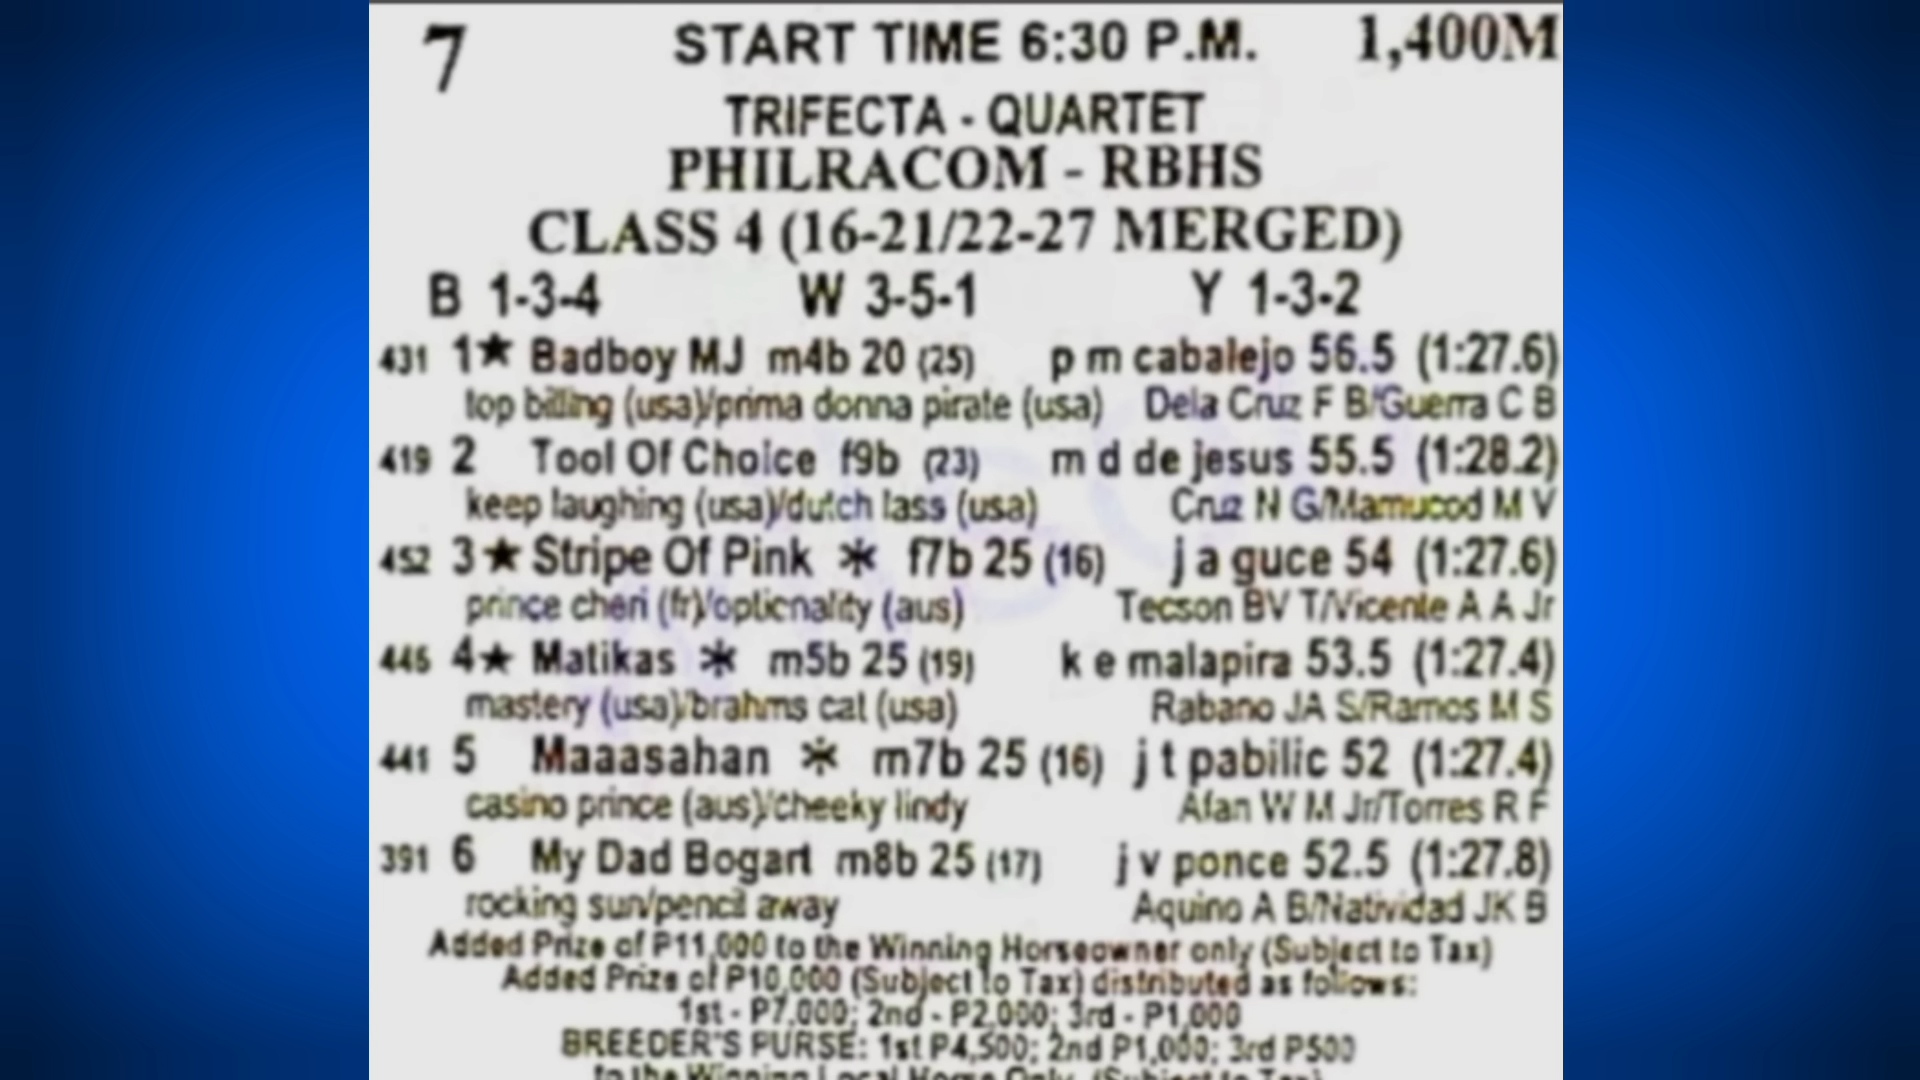 7 START TIME 6:30 P.M. 1,400M
TRIFECTA - QUARTET
PHILRACOM - RBHS
CLASS 4 (16-21/22-27 MERGED)
B 1-3-4 W 3-5-1 Y 1-3-2
431 1★ Badboy MJ m4b 20 (25) p m cabalejo 56.5 (1:27.6)
top billing (usa)/prima donna pirate (usa) Dela Cruz F B/Guerra C B
419 2 Tool Of Choice f9b (23) m d de jesus 55.5 (1:28.2)
keep laughing (usa)/dutch lass (usa) Cruz N G/Mamucod M V
452 3★ Stripe Of Pink * f7b 25 (16) j a guce 54 (1:27.6)
prince cheri (fr)/optionality (aus) Tecson BV T/Vicente A A Jr
446 4★ Matikas * m5b 25 (19) k e malapira 53.5 (1:27.4)
mastery (usa)/brahms cat (usa) Rabano JA S/Ramos M S
441 5 Maaasahan * m7b 25 (16) j t pabilic 52 (1:27.4)
casino prince (aus)/cheeky lindy Afan W M Jr/Torres R F
391 6 My Dad Bogart m8b 25 (17) j v ponce 52.5 (1:27.8)
rocking sun/pencil away Aquino A B/Natividad JK B
Added Prize of P11,000 to the Winning Horseowner only (Subject to Tax)
Added Prize of P10,000 (Subject to Tax) distributed as follows:
1st - P7,000; 2nd - P2,000; 3rd - P1,000
BREEDER'S PURSE: 1st P4,500; 2nd P1,000; 3rd P500
to the Winning Local Horse Only. (Subject to Tax)